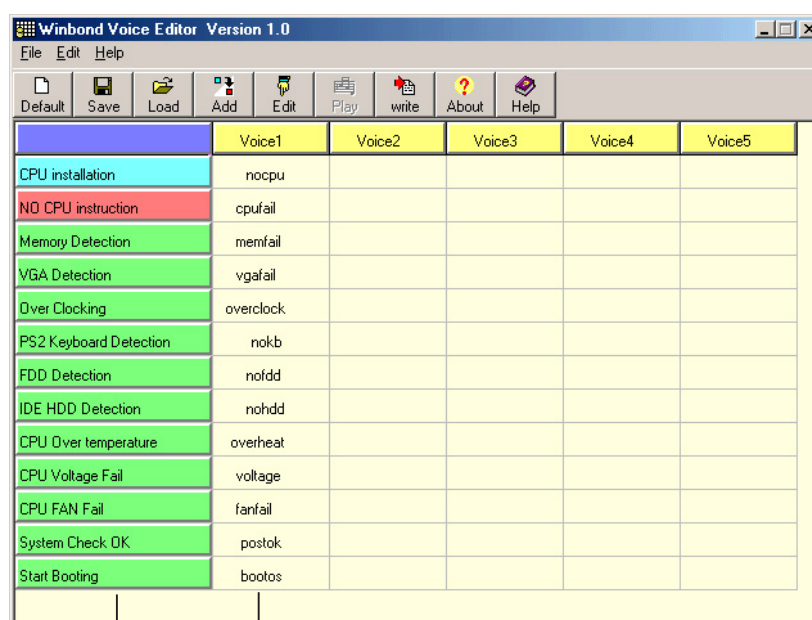 Winbond Voice Editor Version 1.0
File Edit Help
Default Save Load Add Edit Play write About Help
Voice1 Voice2 Voice3 Voice4 Voice5
CPU installation nocpu
NO CPU instruction cpufail
Memory Detection memfail
VGA Detection vgafail
Over Clocking overclock
PS2 Keyboard Detection nokb
FDD Detection nofdd
IDE HDD Detection nohdd
CPU Over temperature overheat
CPU Voltage Fail voltage
CPU FAN Fail fanfail
System Check OK postok
Start Booting bootos